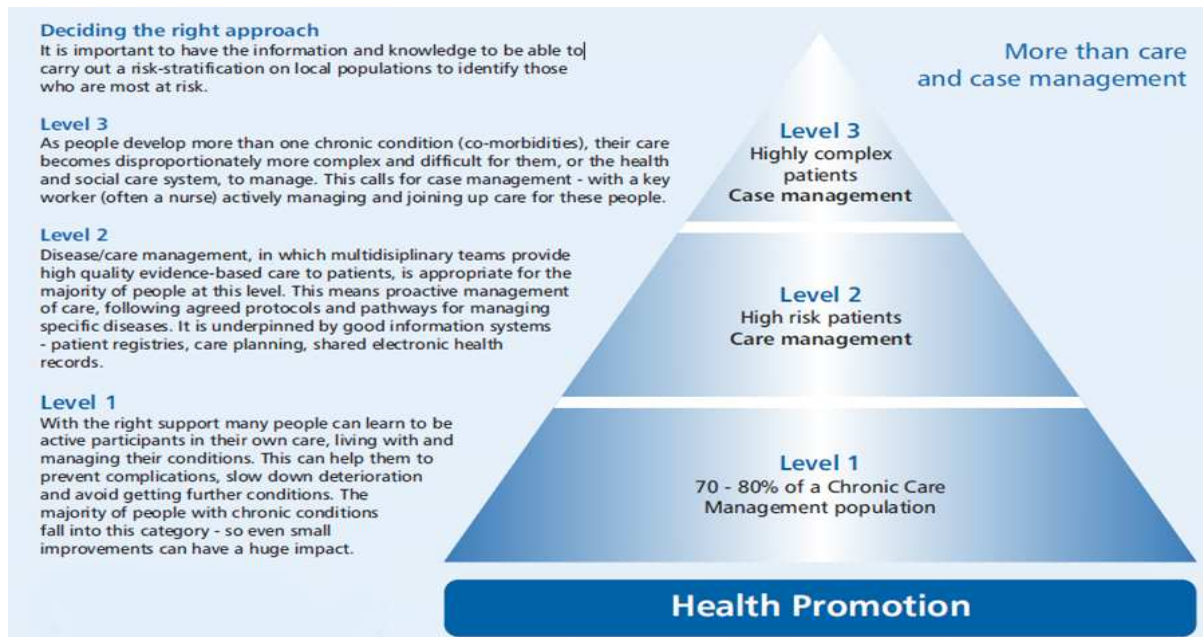 Deciding the right approach
It is important to have the information and knowledge to be able to
carry out a risk-stratification on local populations to identify those
who are most at risk.
Level 3
As people develop more than one chronic condition (co-morbidities), their care
becomes disproportionately more complex and difficult for them, or the health
and social care system, to manage. This calls for case management - with a key
worker (often a nurse) actively managing and joining up care for these people.
Level 2
Disease/care management, in which multidisiplinary teams provide
high quality evidence-based care to patients, is appropriate for the
majority of people at this level. This means proactive management
of care, following agreed protocols and pathways for managing
specific diseases. It is underpinned by good information systems
- patient registries, care planning, shared electronic health
records.
Level 1
With the right support many people can learn to be
active participants in their own care, living with and
managing their conditions. This can help them to
prevent complications, slow down deterioration
and avoid getting further conditions. The
majority of people with chronic conditions
fall into this category - so even small
improvements can have a huge impact.
More than care
and case management
Level 3
Highly complex
patients
Case management
Level 2
High risk patients
Care management
Level 1
70 - 80% of a Chronic Care
Management population
Health Promotion